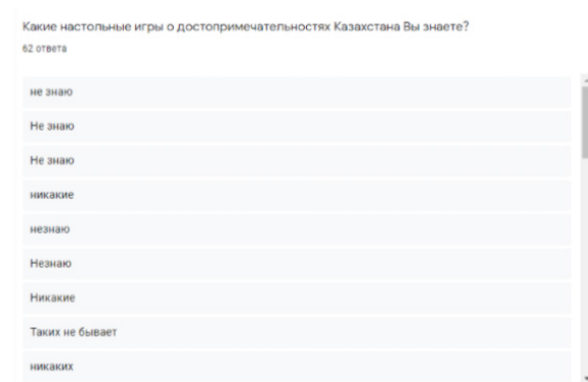 Какие настольные игры о достопримечательностях Казахстана Вы знаете?
62 ответа
не знаю
Не знаю
Не знаю
никакие
незнаю
Незнаю
Никакие
Таких не бывает
никаких